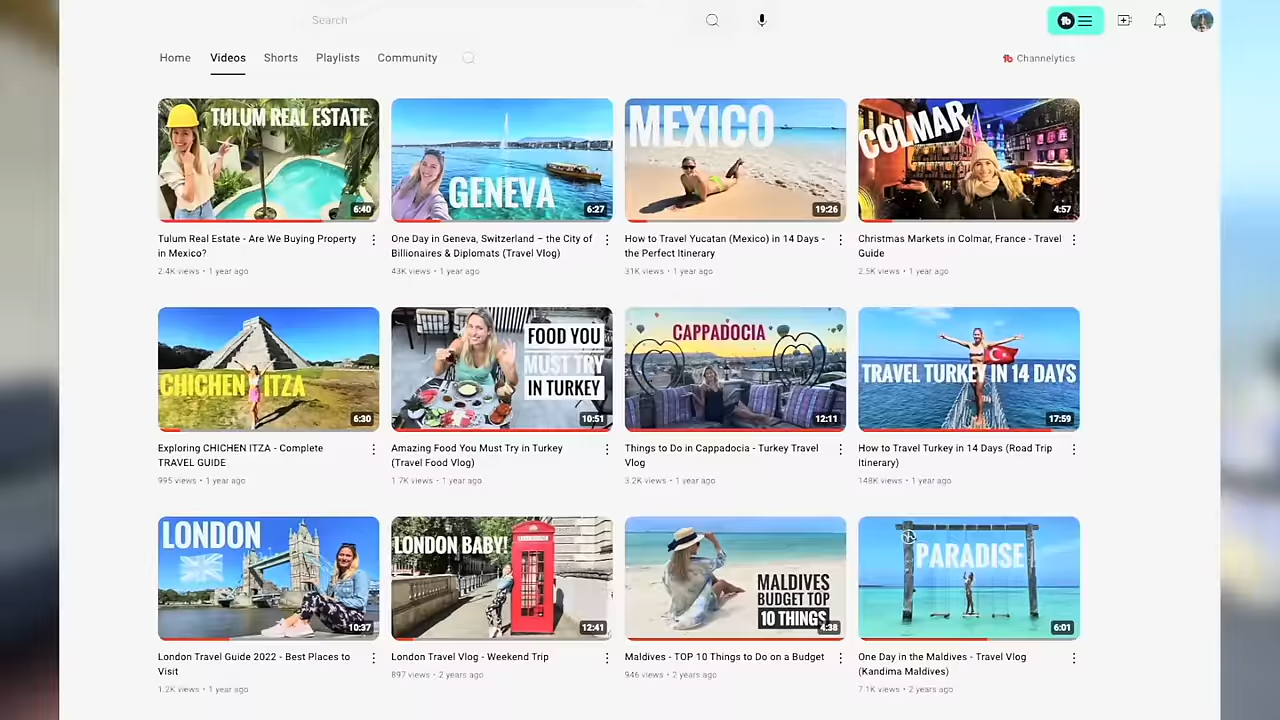 Search
Home Videos Shorts Playlists Community
Channelytics
TULUM REAL ESTATE
6:40
GENEVA
6:27
MEXICO
19:26
COLMAR
4:57
Tulum Real Estate - Are We Buying Property
in Mexico?
2.4K views • 1 year ago
One Day in Geneva, Switzerland – the City of
Billionaires & Diplomats (Travel Vlog)
43K views • 1 year ago
How to Travel Yucatan (Mexico) in 14 Days -
the Perfect Itinerary
31K views • 1 year ago
Christmas Markets in Colmar, France - Travel
Guide
2.5K views • 1 year ago
CHICHEN ITZA
6:30
FOOD YOU
MUST TRY
IN TURKEY
10:51
CAPPADOCIA
12:11
TRAVEL TURKEY IN 14 DAYS
17:59
Exploring CHICHEN ITZA - Complete
TRAVEL GUIDE
995 views • 1 year ago
Amazing Food You Must Try in Turkey
(Travel Food Vlog)
1.7K views • 1 year ago
Things to Do in Cappadocia - Turkey Travel
Vlog
3.2K views • 1 year ago
How to Travel Turkey in 14 Days (Road Trip
Itinerary)
148K views • 1 year ago
LONDON
10:37
LONDON BABY!
12:41
MALDIVES
BUDGET TOP
10 THINGS
4:38
PARADISE
6:01
London Travel Guide 2022 - Best Places to
Visit
1.2K views • 1 year ago
London Travel Vlog - Weekend Trip
897 views • 2 years ago
Maldives - TOP 10 Things to Do on a Budget
946 views • 2 years ago
One Day in the Maldives - Travel Vlog
(Kandima Maldives)
7.1K views • 2 years ago